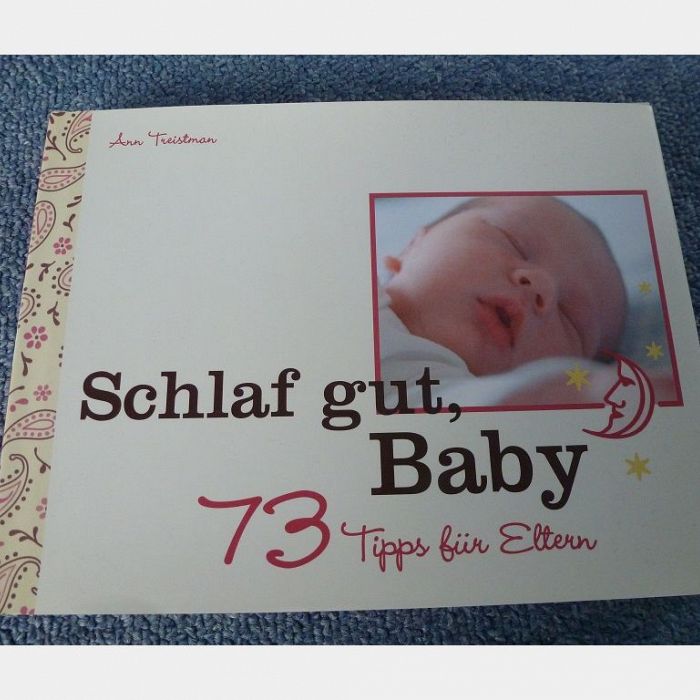 Ann Treistman
Schlaf gut,
Baby
73 Tipps für Eltern